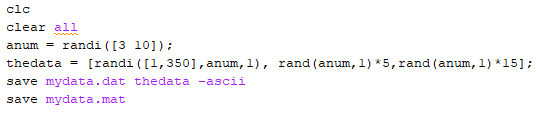 clc
clear all
anum = randi([3 10]);
thedata = [randi([1,350],anum,1), rand(anum,1)*5,rand(anum,1)*15];
save mydata.dat thedata -ascii
save mydata.mat